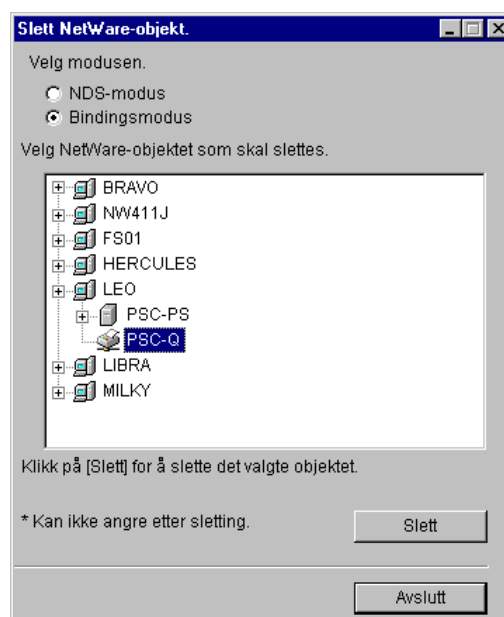 Slett NetWare-objekt.
Velg modusen.
NDS-modus
Bindingsmodus
Velg NetWare-objektet som skal slettes.
BRAVO
NW411J
FS01
HERCULES
LEO
PSC-PS
PSC-Q
LIBRA
MILKY
Klikk på [Slett] for å slette det valgte objektet.
* Kan ikke angre etter sletting.
Slett
Avslutt